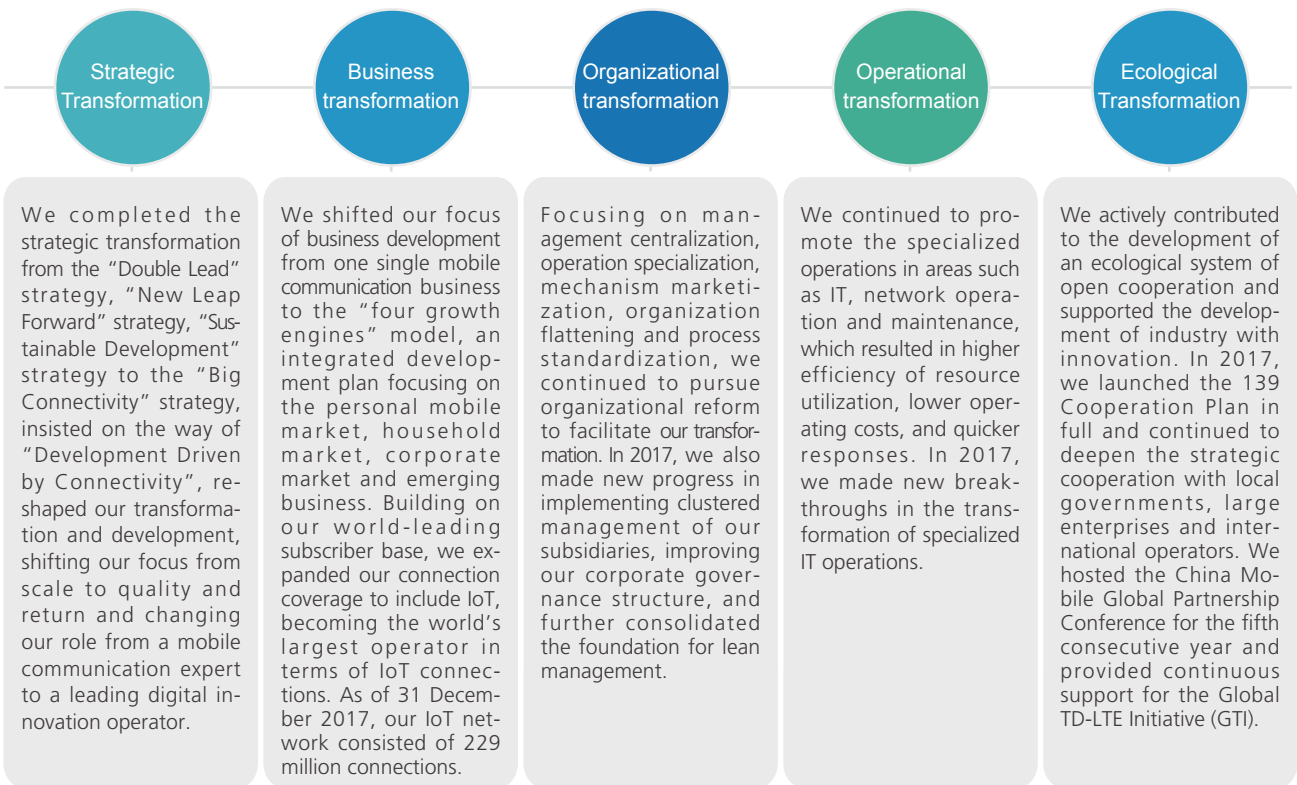 Strategic
Transformation
We completed the
strategic transformation
from the “Double Lead”
strategy, “New Leap
Forward” strategy, “Sus-
tainable Development”
strategy to the “Big
Connectivity” strategy,
insisted on the way of
“Development Driven
by Connectivity”, re-
shaped our transforma-
tion and development,
shifting our focus from
scale to quality and
return and changing
our role from a mobile
communication expert
to a leading digital in-
novation operator.
Business
transformation
We shifted our focus
of business development
from one single mobile
communication business
to the “four growth
engines” model, an
integrated develop-
ment plan focusing on
the personal mobile
market, household
market, corporate
market and emerging
business. Building on
our world-leading
subscriber base, we ex-
panded our connection
coverage to include IoT,
becoming the world’s
largest operator in
terms of IoT connec-
tions. As of 31 Decem-
ber 2017, our IoT net-
work consisted of 229
million connections.
Organizational
transformation
Focusing on man-
agement centralization,
operation specialization,
mechanism marketi-
zation, organization
flattening and process
standardization, we
continued to pursue
organizational reform
to facilitate our transfor-
mation. In 2017, we also
made new progress in
implementing clustered
management of our
subsidiaries, improving
our corporate gover-
nance structure, and
further consolidated
the foundation for lean
management.
Operational
transformation
We continued to pro-
mote the specialized
operations in areas such
as IT, network opera-
tion and maintenance,
which resulted in higher
efficiency of resource
utilization, lower oper-
ating costs, and quicker
responses. In 2017,
we made new break-
throughs in the trans-
formation of specialized
IT operations.
Ecological
Transformation
We actively contributed
to the development of
an ecological system of
open cooperation and
supported the develop-
ment of industry with
innovation. In 2017,
we launched the 139
Cooperation Plan in
full and continued to
deepen the strategic
cooperation with local
governments, large
enterprises and inter-
national operators. We
hosted the China Mo-
bile Global Partnership
Conference for the fifth
consecutive year and
provided continuous
support for the Global
TD-LTE Initiative (GTI).